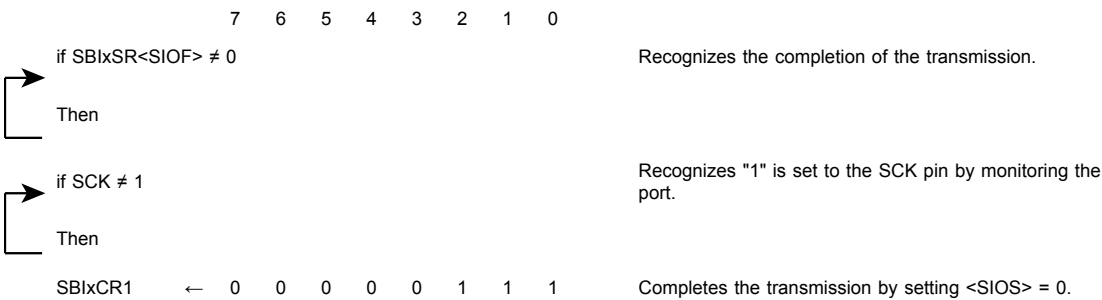 7 6 5 4 3 2 1 0
if SBIxSR<SIOF> ≠ 0 Recognizes the completion of the transmission.
Then
if SCK ≠ 1 Recognizes "1" is set to the SCK pin by monitoring the
port.
Then
SBIxCR1 ← 0 0 0 0 0 1 1 1 Completes the transmission by setting <SIOS> = 0.